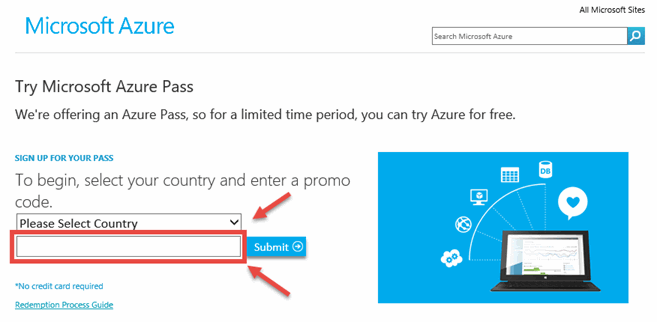 All Microsoft Sites
Microsoft Azure
Search Microsoft Azure
Try Microsoft Azure Pass
We're offering an Azure Pass, so for a limited time period, you can try Azure for free.
SIGN UP FOR YOUR PASS
To begin, select your country and enter a promo
code.
Please Select Country
Submit
*No credit card required
Redemption Process Guide
DB